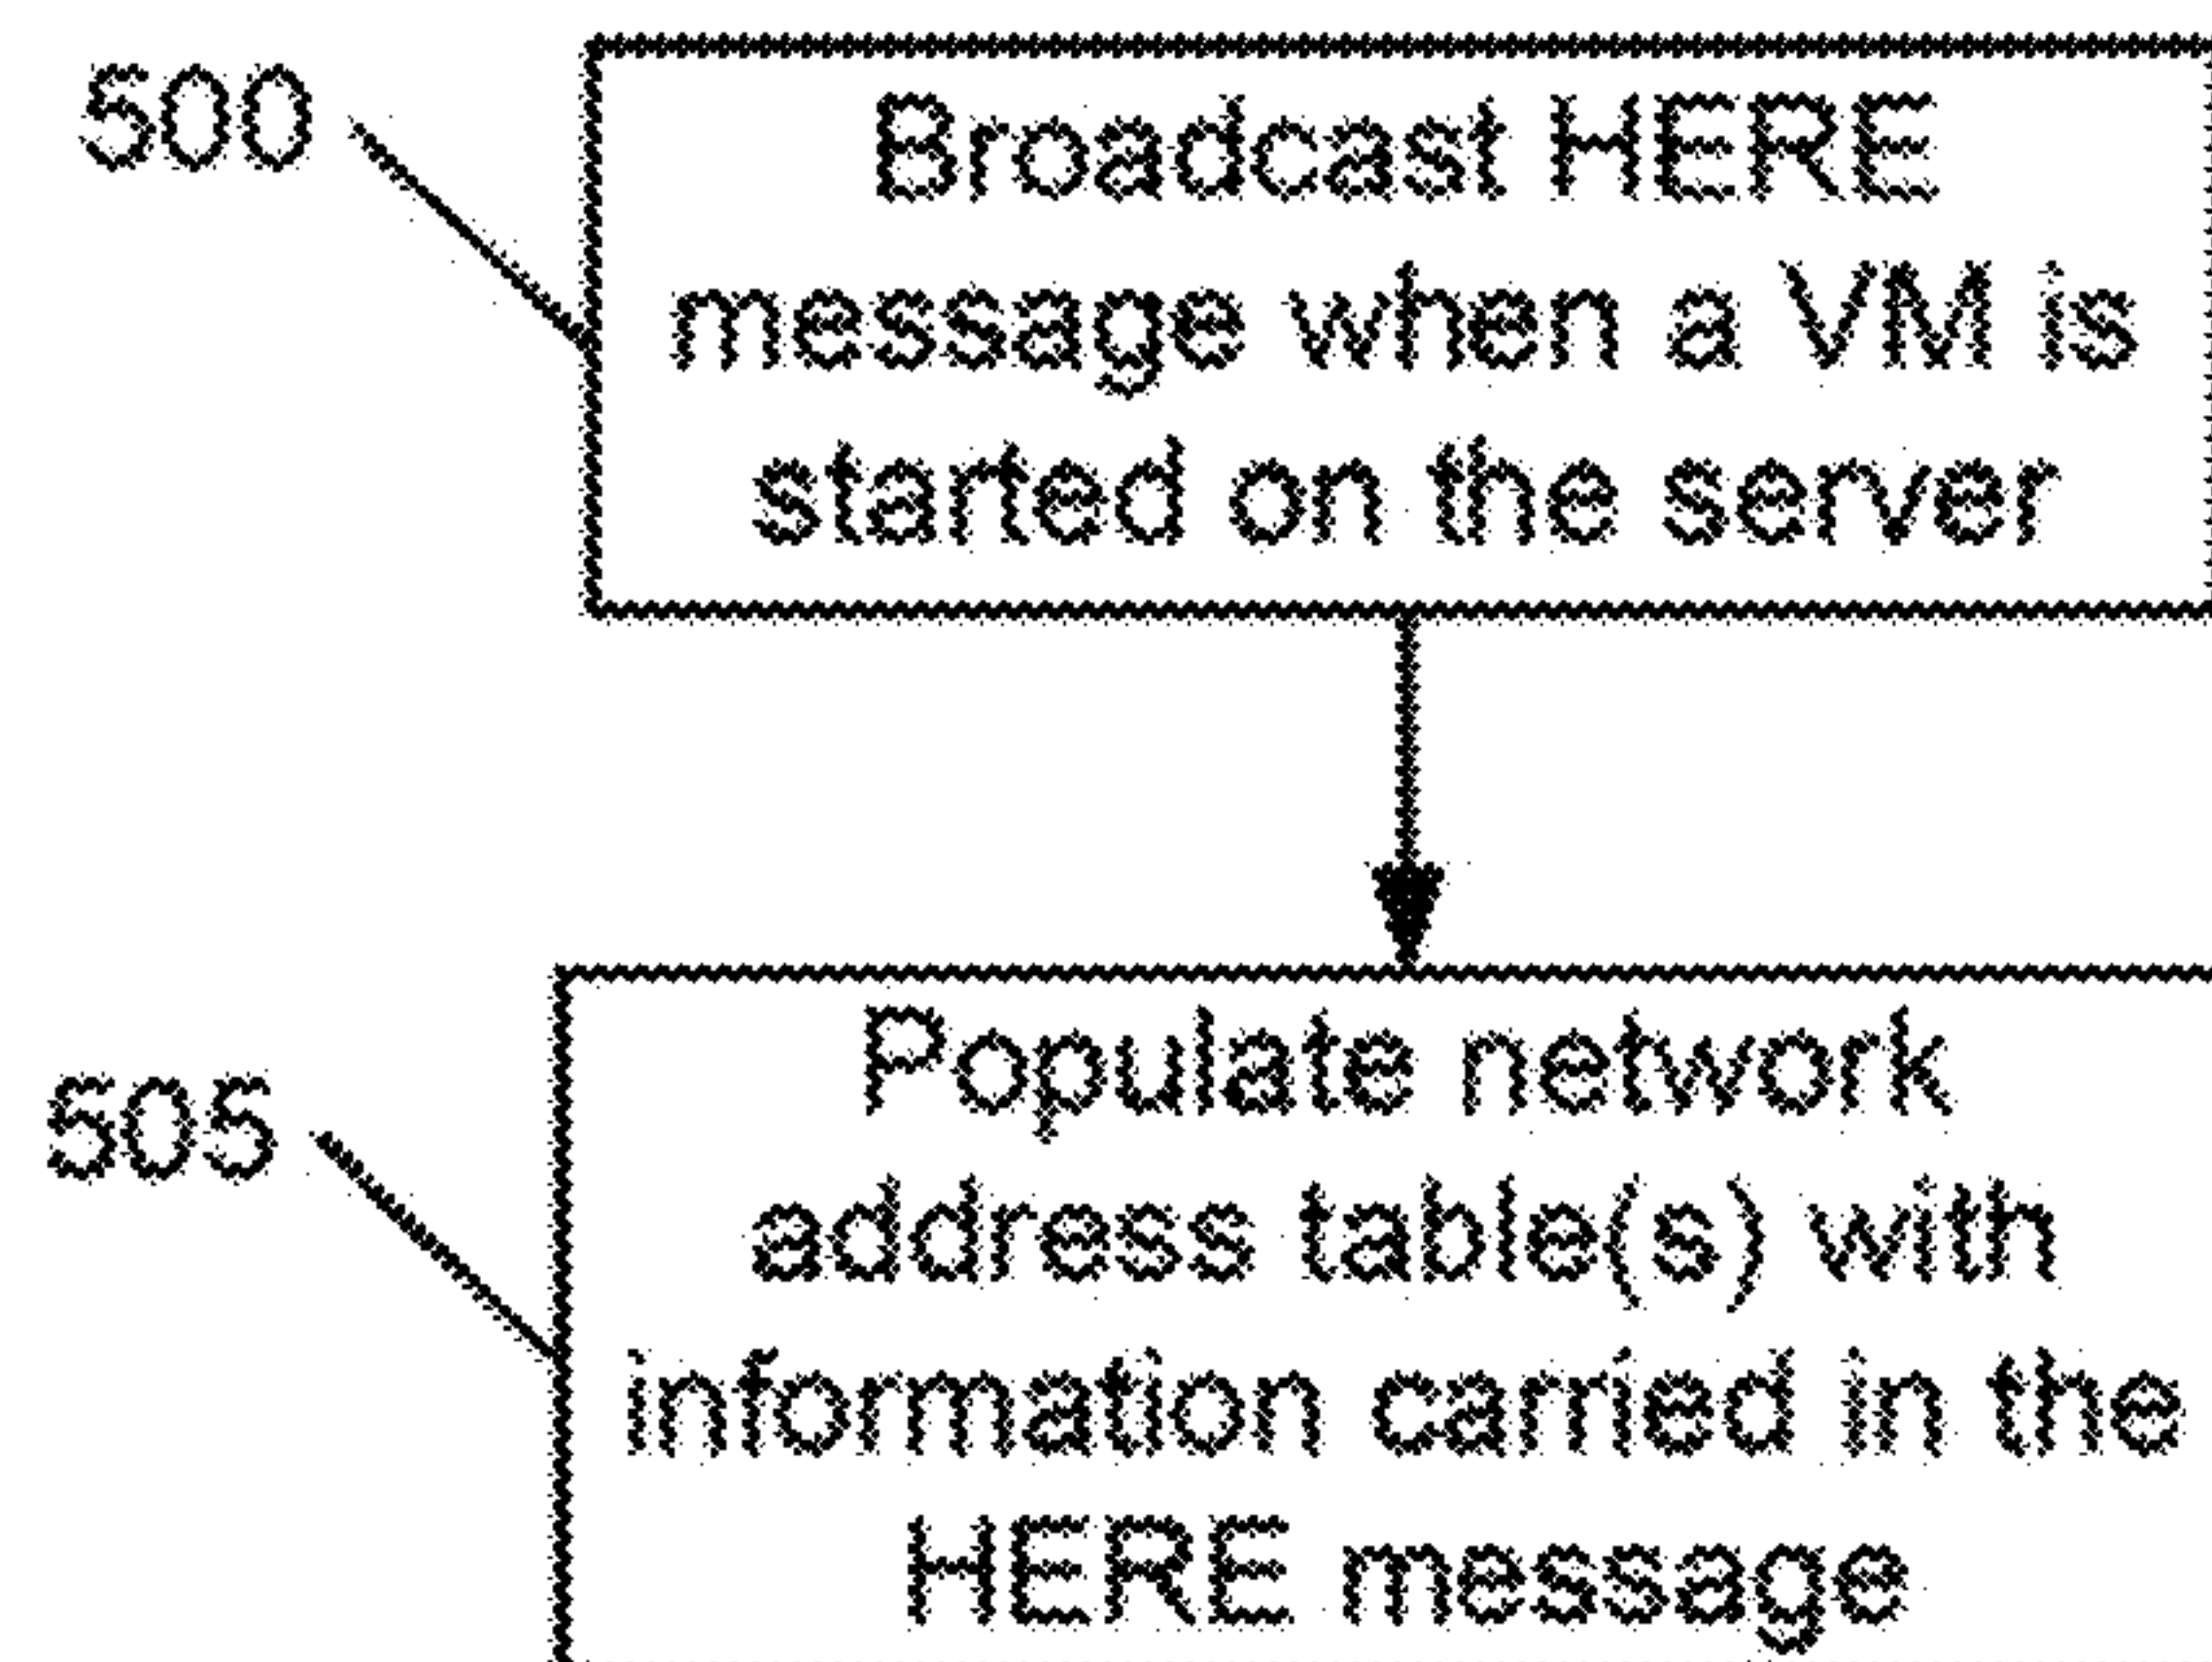 500
Broadcast HERE
message when a VM is
started on the server
505
Populate network
address table(s) with
information carried in the
HERE message